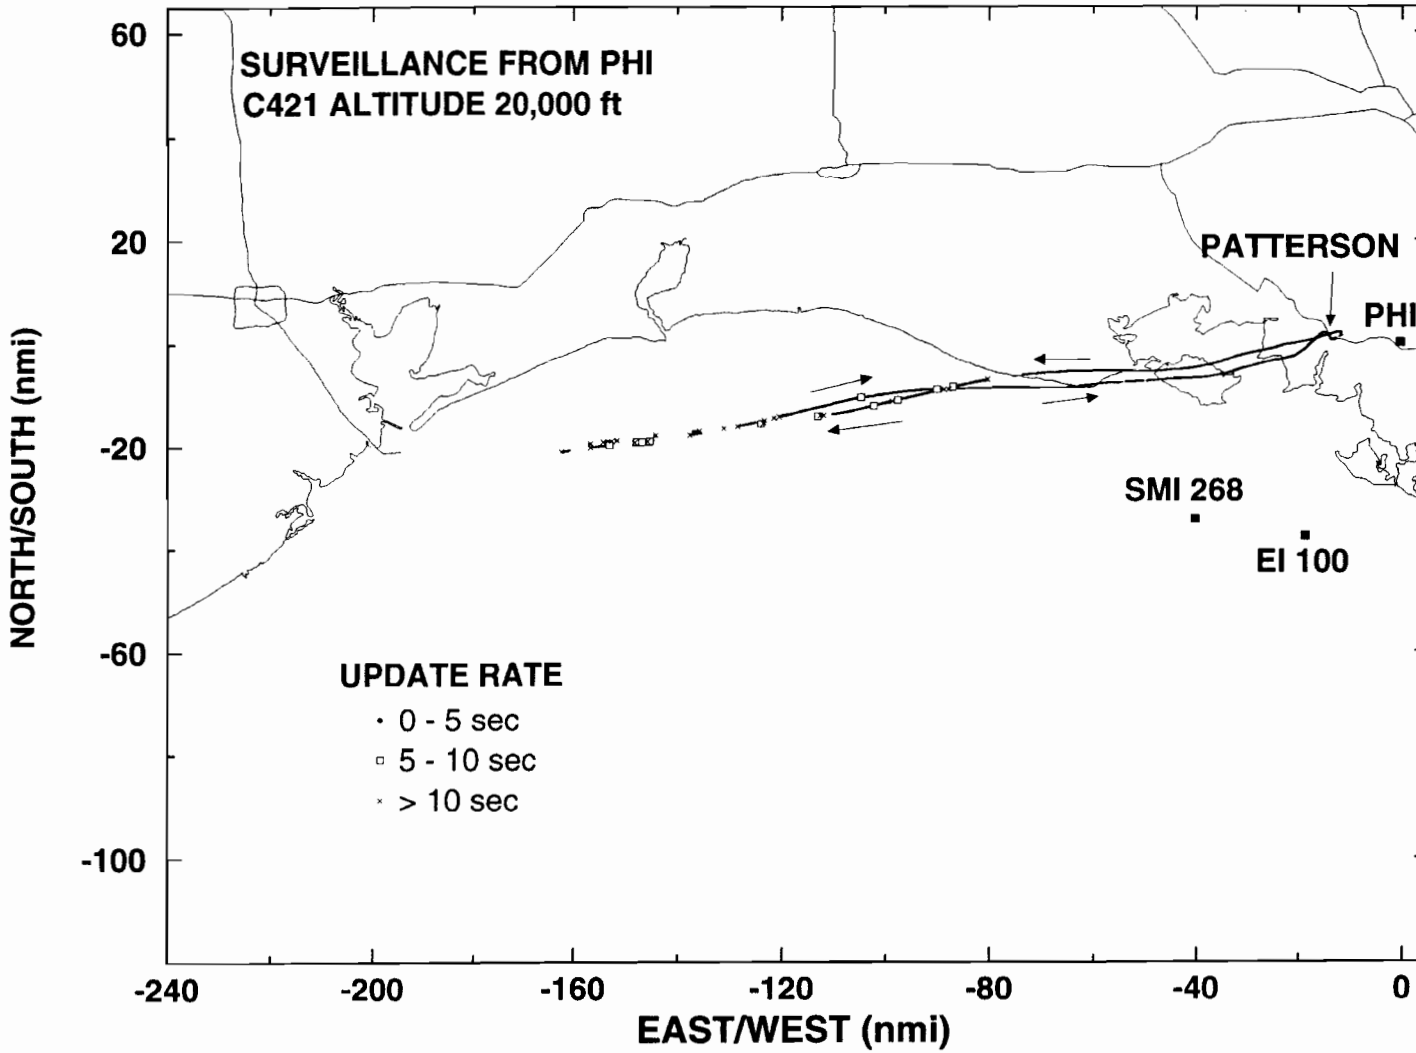 SURVEILLANCE FROM PHI
C421 ALTITUDE 20,000 ft
60
20
-20
-60
-100
NORTH/SOUTH (nmi)
PATTERSON
PHI
SMI 268
EI 100
UPDATE RATE
0 - 5 sec
5 - 10 sec
> 10 sec
-240 -200 -160 -120 -80 -40 0
EAST/WEST (nmi)